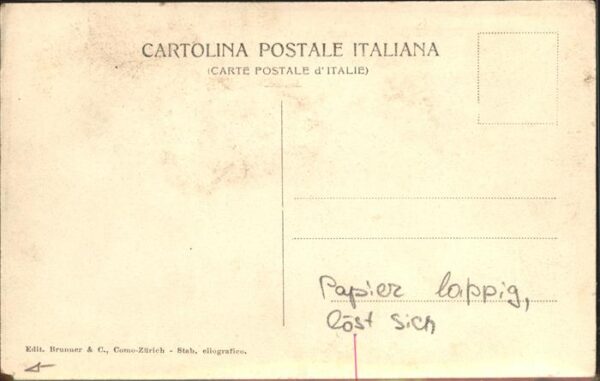 CARTOLINA POSTALE ITALIANA
(CARTE POSTALE d'ITALIE)
Papier lappig,
löst sich
Edit. Brunner & C., Como-Zürich - Stab. eliografico.